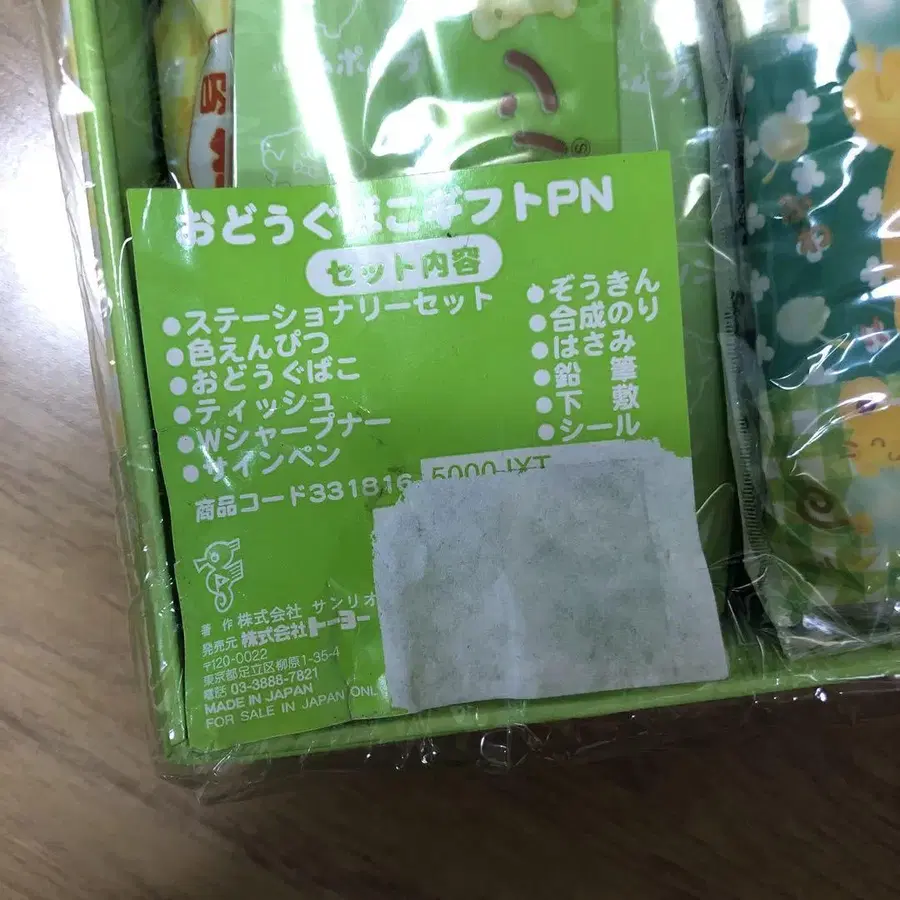 おどうぐばこギフトPN
セット内容
●ステーショナリーセット
●色えんぴつ
●おどうぐばこ
●ティッシュ
●Wシャープナー
●サインペン
●ぞうきん
●合成のり
●はさみ
●鉛 筆
●下 敷
●シール
商品コード331816
著 作 株式会社 サンリオ
発売元 株式会社トーヨー
〒120-0022
東京都足立区柳原1-35-4
電話 03-3888-7821
MADE IN JAPAN
FOR SALE IN JAPAN ONL